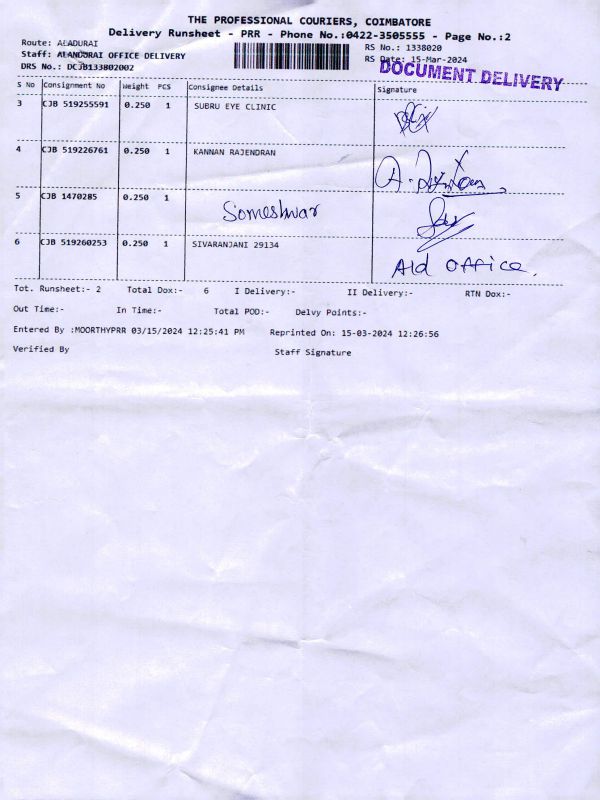 THE PROFESSIONAL COURIERS, COIMBATORE
Delivery Runsheet - PRR - Phone No.:0422-3505555 - Page No.:2
Route: ALADURAI
RS No.: 1338020
Staff: ALANDURAI OFFICE DELIVERY
RS Date: 15-Mar-2024
DRS No.: DCJB133802002
DOCUMENT DELIVERY
S No Consignment No Weight PCS Consignee Details Signature
3 CJB 519255591 0.250 1 SUBRU EYE CLINIC
4 CJB 519226761 0.250 1 KANNAN RAJENDRAN
5 CJB 1470285 0.250 1 Someshwar
6 CJB 519260253 0.250 1 SIVARANJANI 29134 Ald office.
Tot. Runsheet:- 2 Total Dox:- 6 I Delivery:- II Delivery:- RTN Dox:-
Out Time:- In Time:- Total POD:- Delvy Points:-
Entered By :MOORTHYPRR 03/15/2024 12:25:41 PM Reprinted On: 15-03-2024 12:26:56
Verified By Staff Signature